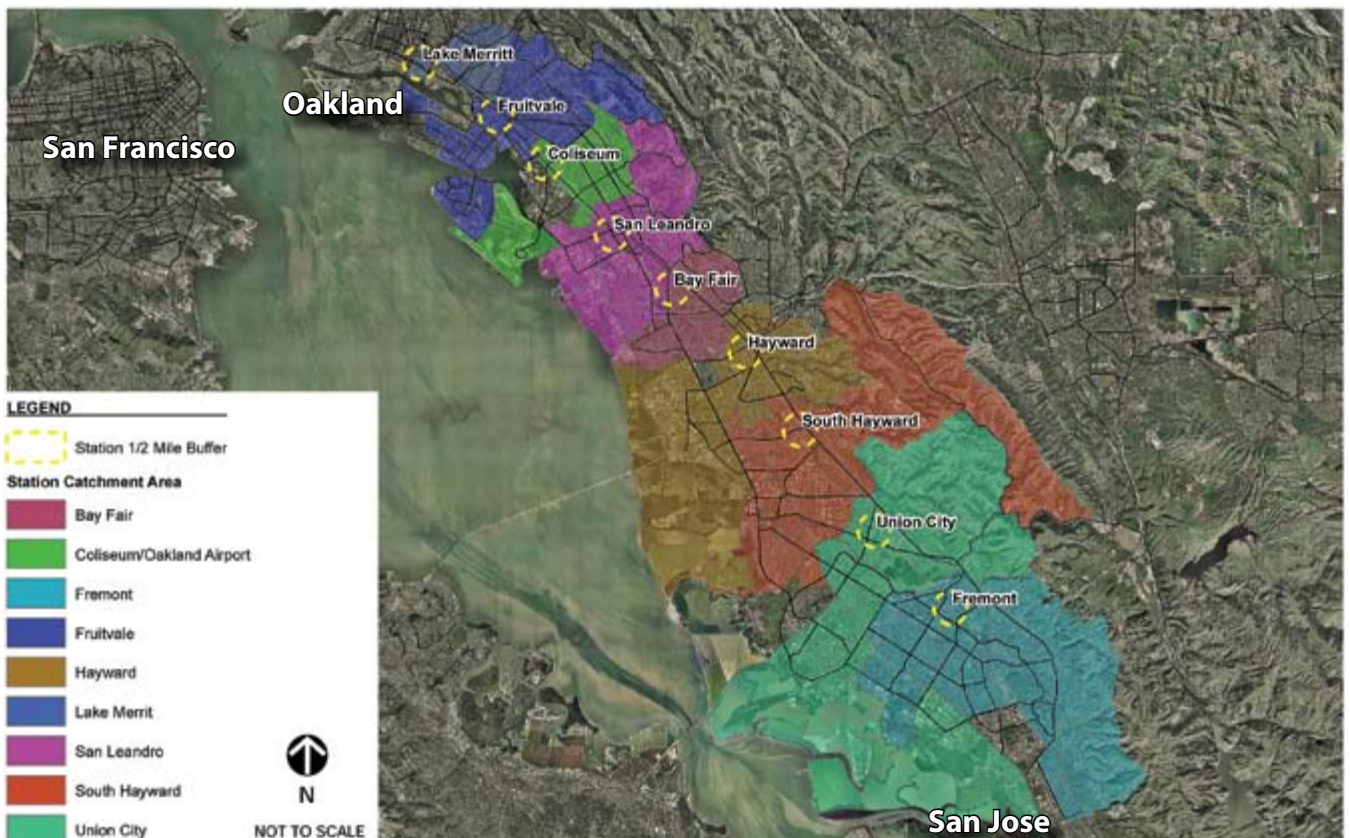 Lake Merritt
Oakland
Fruitvale
San Francisco
Coliseum
San Leandro
Bay Fair
Hayward
South Hayward
Union City
Fremont
San Jose
LEGEND
Station 1/2 Mile Buffer
Station Catchment Area
Bay Fair
Coliseum/Oakland Airport
Fremont
Fruitvale
Hayward
Lake Merrit
San Leandro
South Hayward
Union City
N
NOT TO SCALE